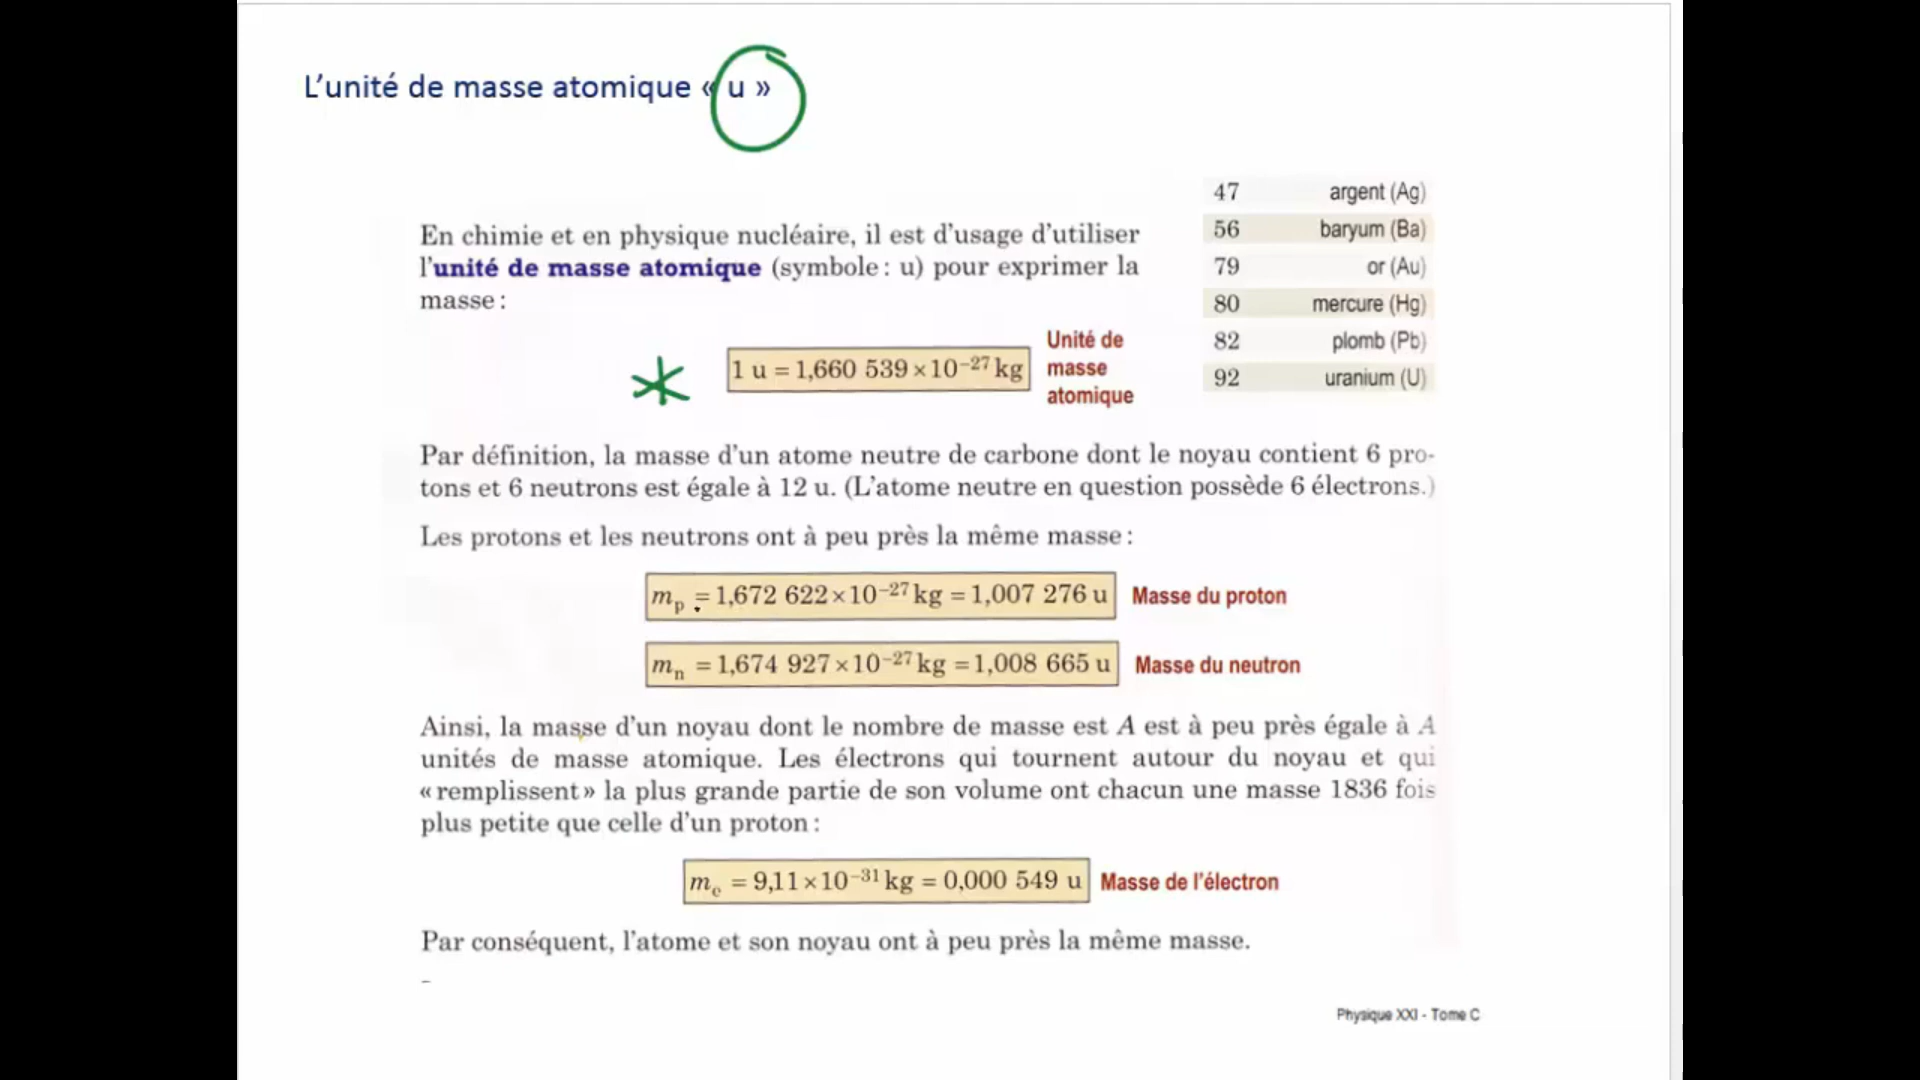 L'unité de masse atomique « u »
47 argent (Ag)
56 baryum (Ba)
79 or (Au)
80 mercure (Hg)
82 plomb (Pb)
92 uranium (U)
En chimie et en physique nucléaire, il est d'usage d'utiliser
l'unité de masse atomique (symbole : u) pour exprimer la
masse :
1 u = 1,660 539 × 10⁻²⁷ kg
Unité de
masse
atomique
Par définition, la masse d'un atome neutre de carbone dont le noyau contient 6 pro-
tons et 6 neutrons est égale à 12 u. (L'atome neutre en question possède 6 électrons.)
Les protons et les neutrons ont à peu près la même masse :
mₚ = 1,672 622 × 10⁻²⁷ kg = 1,007 276 u Masse du proton
mₙ = 1,674 927 × 10⁻²⁷ kg = 1,008 665 u Masse du neutron
Ainsi, la masse d'un noyau dont le nombre de masse est A est à peu près égale à A
unités de masse atomique. Les électrons qui tournent autour du noyau et qui
« remplissent » la plus grande partie de son volume ont chacun une masse 1836 fois
plus petite que celle d'un proton :
mₑ = 9,11 × 10⁻³¹ kg = 0,000 549 u Masse de l'électron
Par conséquent, l'atome et son noyau ont à peu près la même masse.
Physique XXI - Tome C